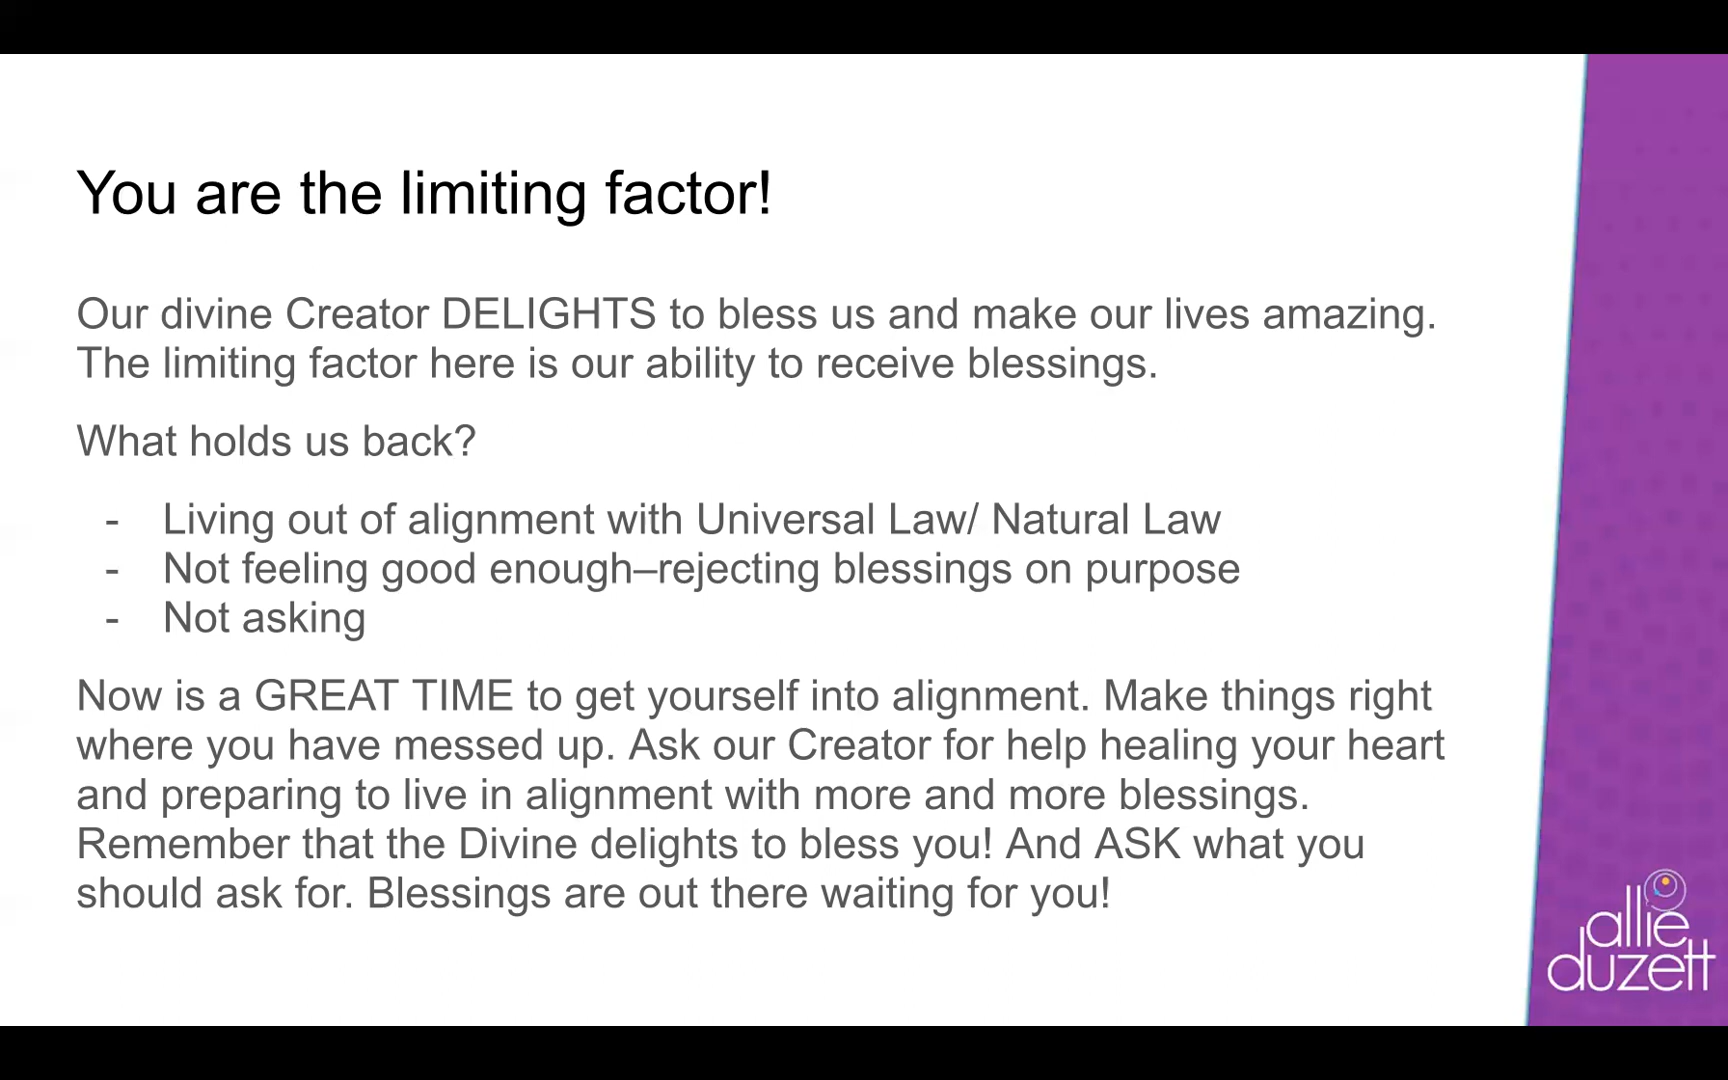 You are the limiting factor!
Our divine Creator DELIGHTS to bless us and make our lives amazing.
The limiting factor here is our ability to receive blessings.
What holds us back?
- Living out of alignment with Universal Law/ Natural Law
- Not feeling good enough–rejecting blessings on purpose
- Not asking
Now is a GREAT TIME to get yourself into alignment. Make things right
where you have messed up. Ask our Creator for help healing your heart
and preparing to live in alignment with more and more blessings.
Remember that the Divine delights to bless you! And ASK what you
should ask for. Blessings are out there waiting for you!
allie
duzett